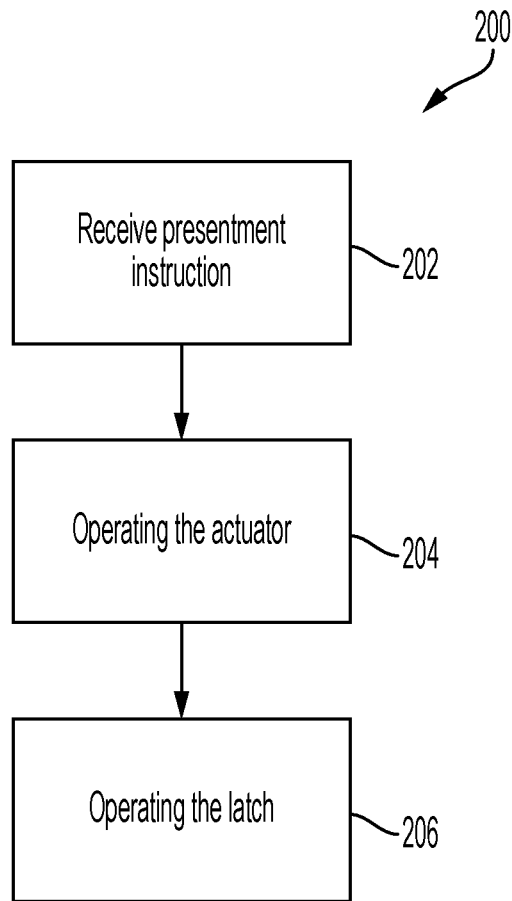 200
Receive presentment
instruction
202
Operating the actuator
204
Operating the latch
206